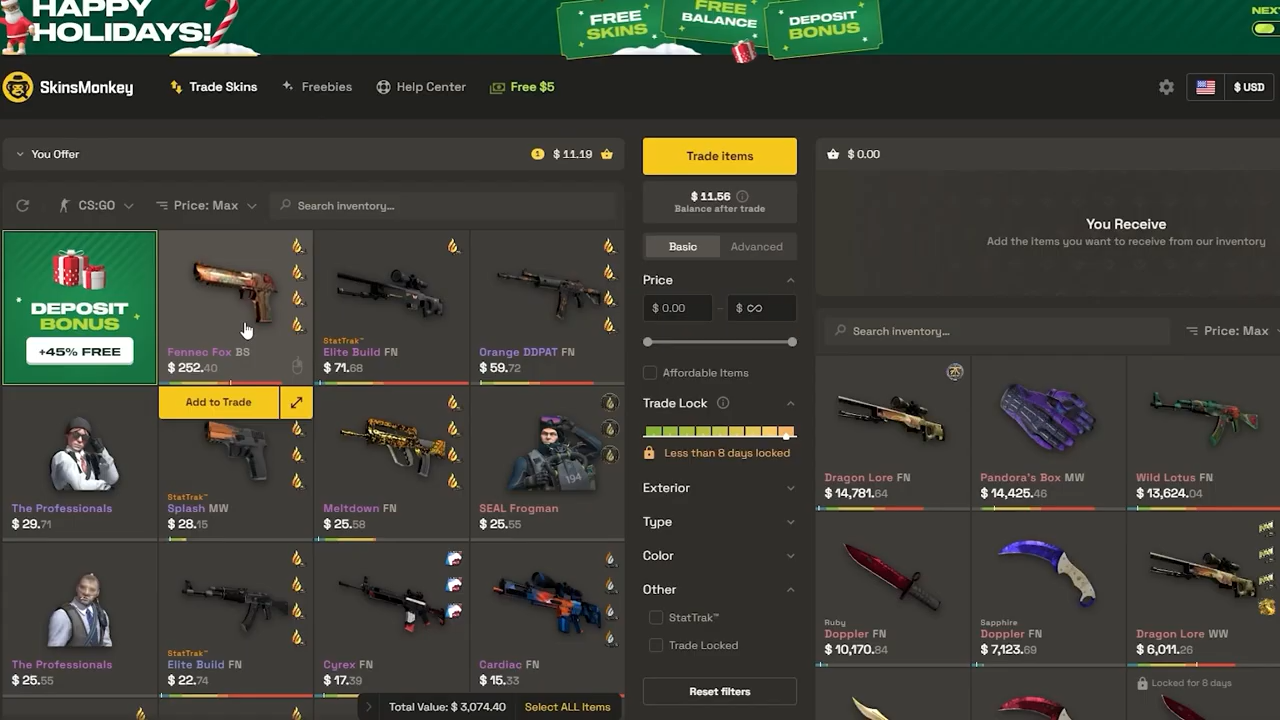 HAPPY
HOLIDAYS!
FREE
SKINS
FREE
BALANCE
DEPOSIT
BONUS
NEX
SkinsMonkey
Trade Skins
Freebies
Help Center
Free $5
$ USD
You Offer
1
$ 11.19
CS:GO
Price: Max
Search inventory...
DEPOSIT
BONUS
+45% FREE
Fennec Fox BS
$ 252.40
Add to Trade
StatTrak™
Elite Build FN
$ 71.68
Orange DDPAT FN
$ 59.72
The Professionals
$ 29.71
StatTrak™
Splash MW
$ 28.15
Meltdown FN
$ 25.58
194
SEAL Frogman
$ 25.55
The Professionals
$ 25.55
StatTrak™
Elite Build FN
$ 22.74
Cyrex FN
$ 17.39
Cardiac FN
$ 15.33
Total Value: $ 3,074.40
Select ALL Items
Trade items
$ 11.56
Balance after trade
Basic
Advanced
Price
$ 0.00
–
$ ∞
Affordable Items
Trade Lock
Less than 8 days locked
Exterior
Type
Color
Other
StatTrak™
Trade Locked
Reset filters
$ 0.00
You Receive
Add the items you want to receive from our inventory
Search inventory...
Price: Max
Dragon Lore FN
$ 14,781.64
Pandora's Box MW
$ 14,425.46
Wild Lotus FN
$ 13,624.04
Ruby
Doppler FN
$ 10,170.84
Sapphire
Doppler FN
$ 7,123.69
Dragon Lore WW
$ 6,011.26
Locked for 8 days